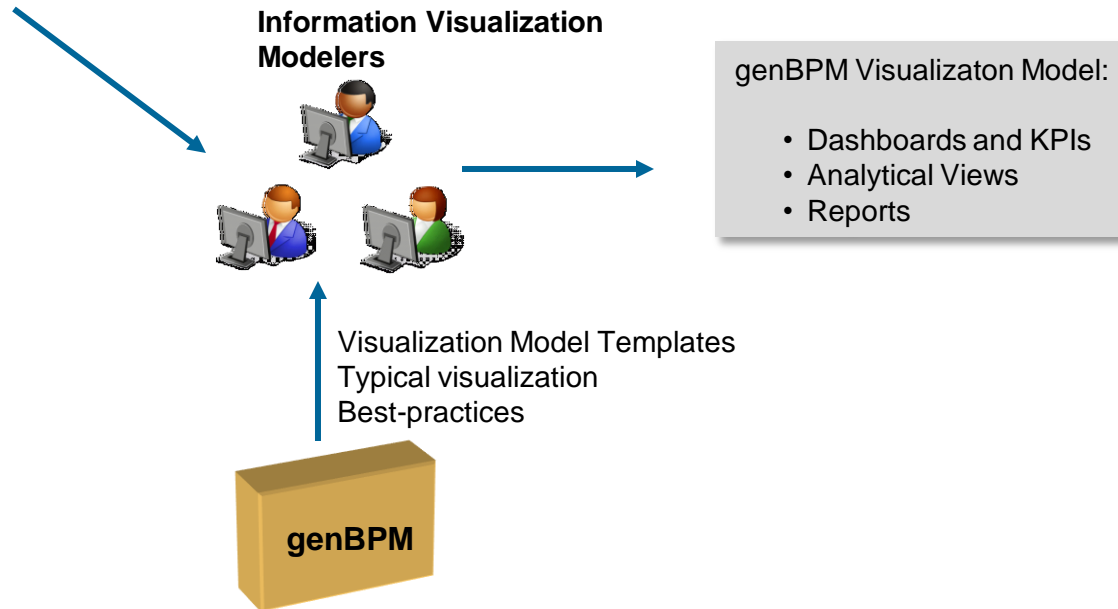 Information Visualization
Modelers
genBPM Visualizaton Model:
• Dashboards and KPIs
• Analytical Views
• Reports
Visualization Model Templates
Typical visualization
Best-practices
genBPM